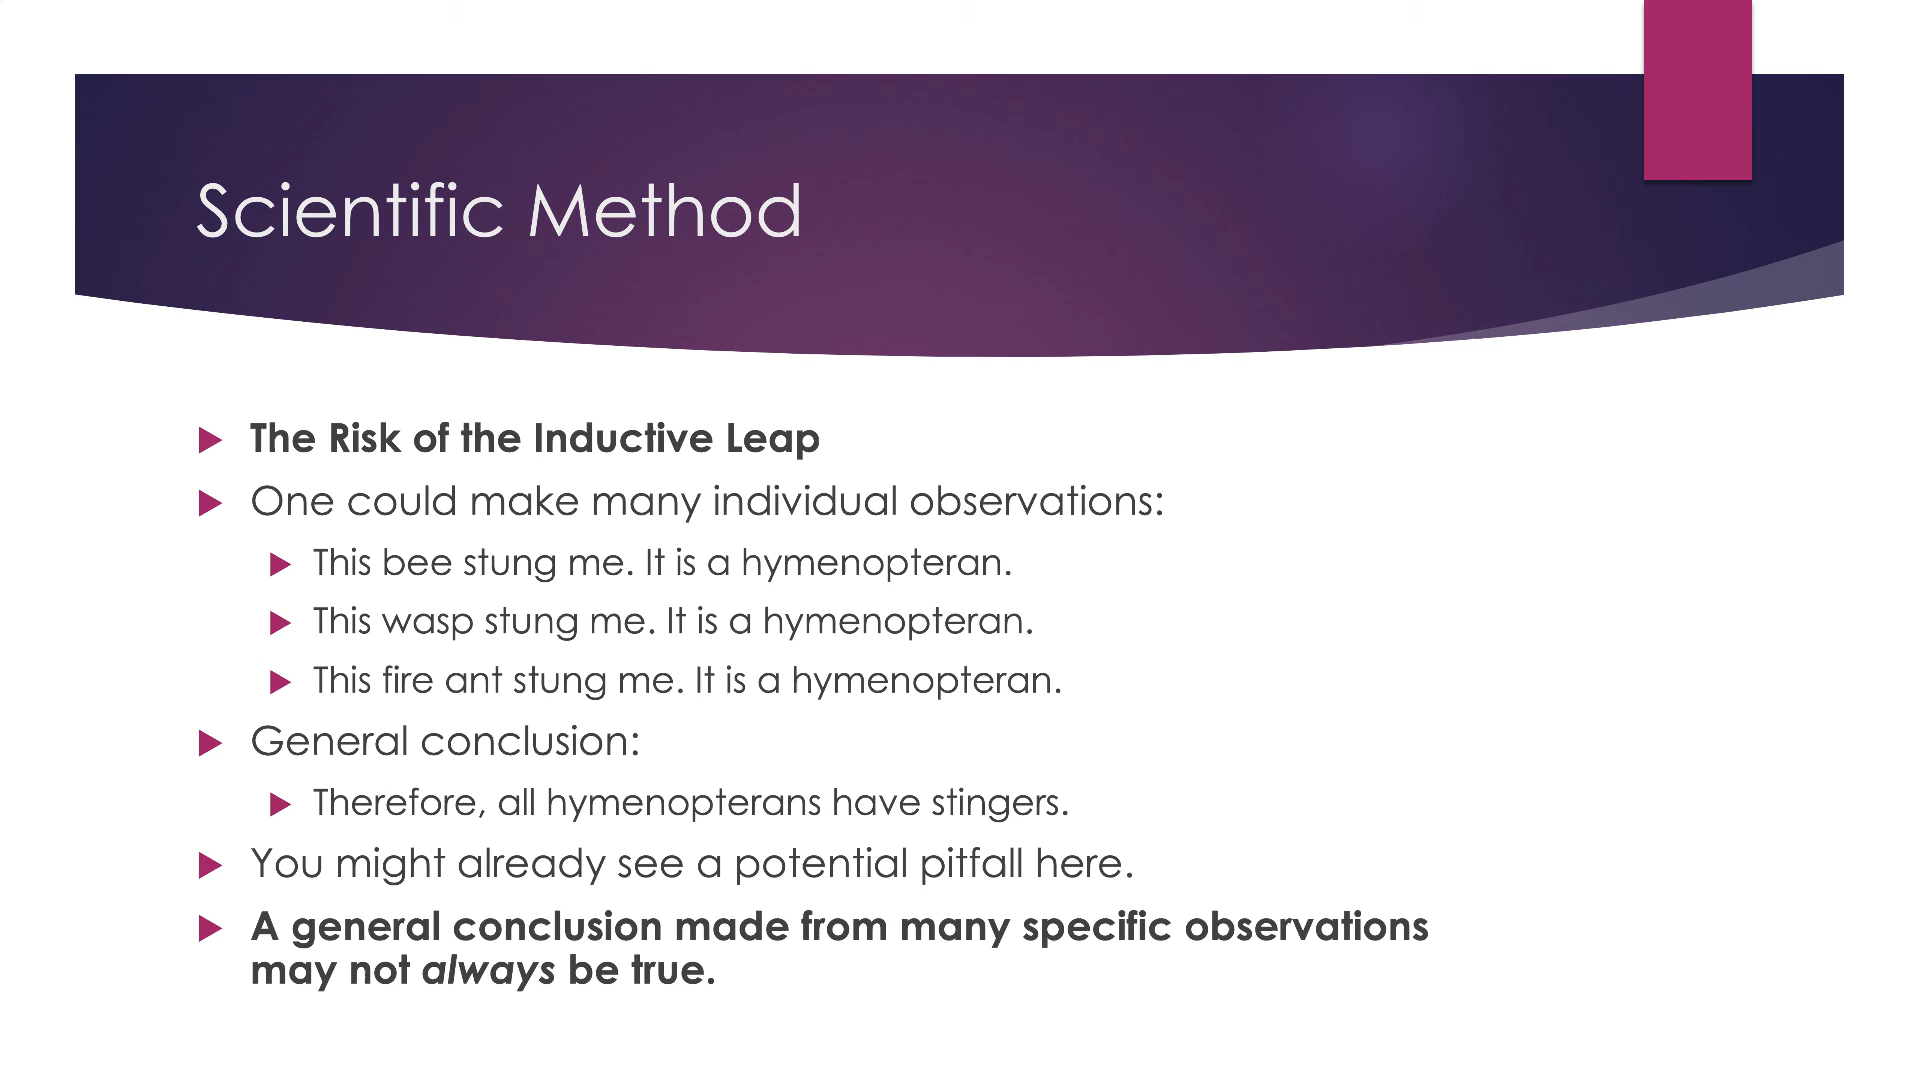 Scientific Method
The Risk of the Inductive Leap
One could make many individual observations:
This bee stung me. It is a hymenopteran.
This wasp stung me. It is a hymenopteran.
This fire ant stung me. It is a hymenopteran.
General conclusion:
Therefore, all hymenopterans have stingers.
You might already see a potential pitfall here.
A general conclusion made from many specific observations
may not always be true.